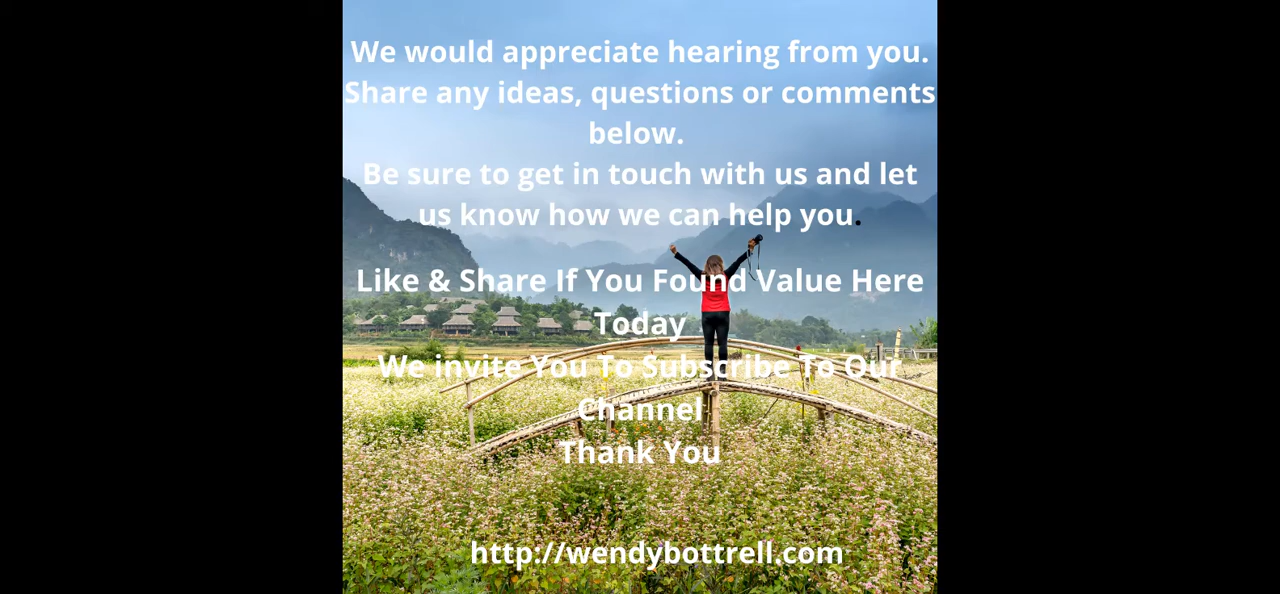 We would appreciate hearing from you.
Share any ideas, questions or comments
below.
Be sure to get in touch with us and let
us know how we can help you.
Like & Share If You Found Value Here
Today
We invite You To Subscribe To Our
Channel
Thank You
http://wendybottrell.com